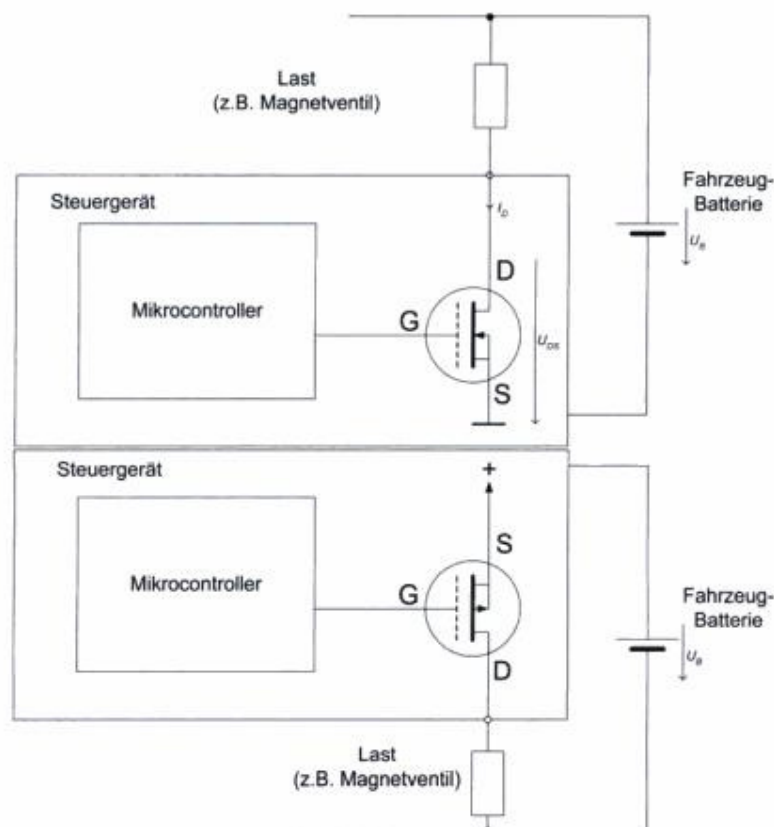 Last
(z.B. Magnetventil)
Steuergerät
Fahrzeug-
Batterie
I_D
U_B
D
Mikrocontroller
G
U_DS
S
Steuergerät
+
S
Mikrocontroller
G
Fahrzeug-
Batterie
U_B
D
Last
(z.B. Magnetventil)